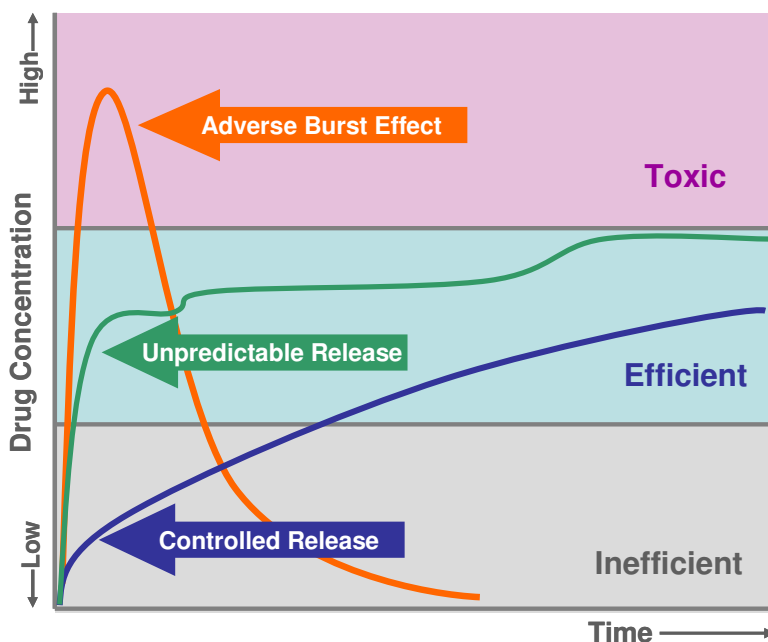 High
Adverse Burst Effect
Toxic
Drug Concentration
Unpredictable Release
Efficient
Controlled Release
Inefficient
Low
Time